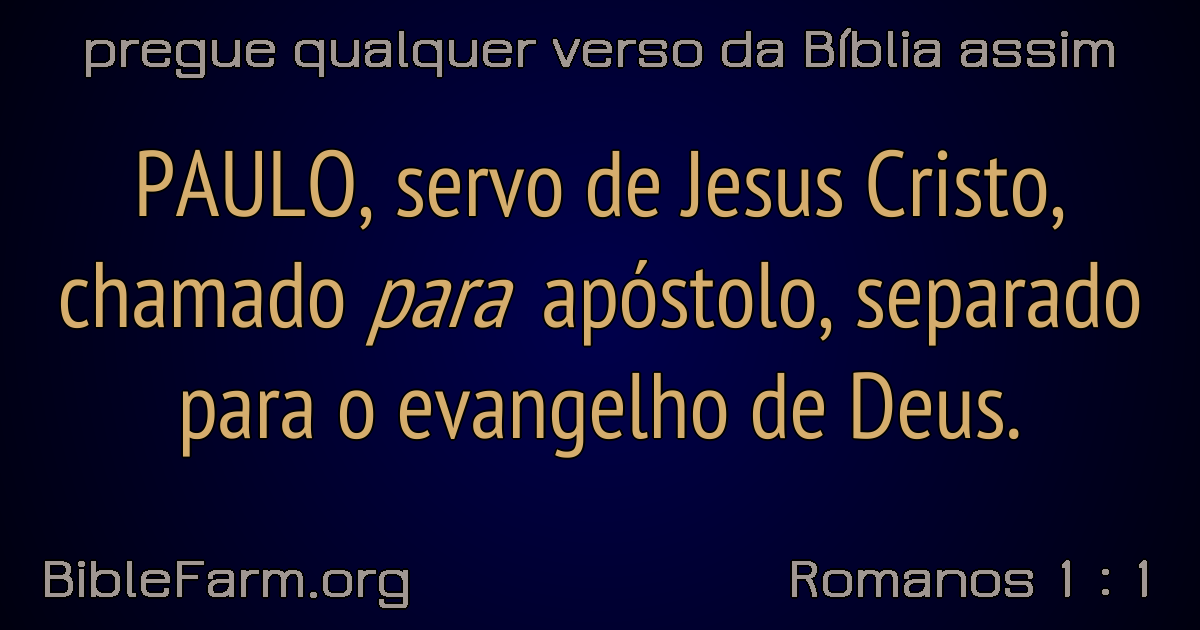 pregue qualquer verso da Bíblia assim
PAULO, servo de Jesus Cristo,
chamado para apóstolo, separado
para o evangelho de Deus.
BibleFarm.org
Romanos 1 : 1